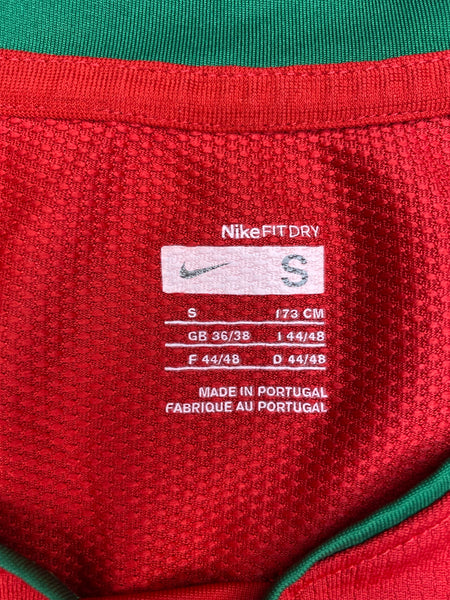 NikeFITDRY
S
S 173 CM
GB 36/38 I 44/48
F 44/48 D 44/48
MADE IN PORTUGAL
FABRIQUE AU PORTUGAL